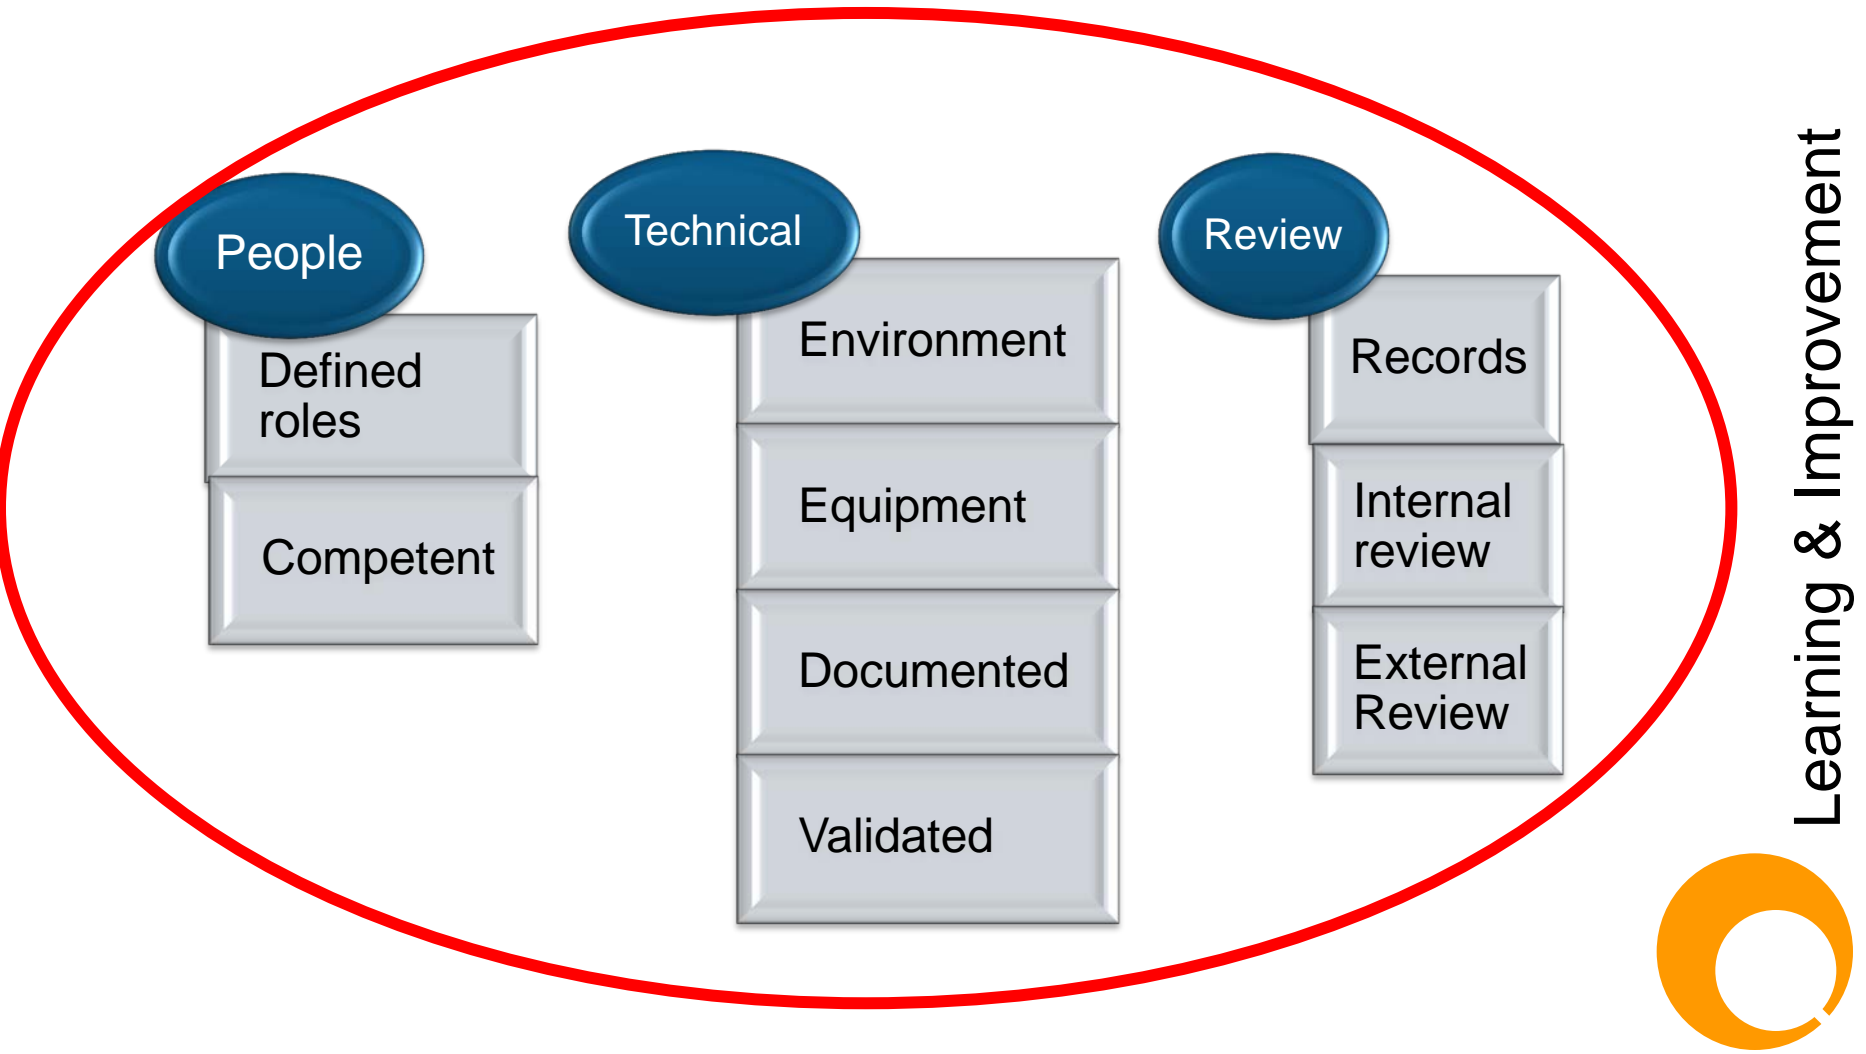 People
Defined
roles
Competent
Technical
Environment
Equipment
Documented
Validated
Review
Records
Internal
review
External
Review
Learning & Improvement